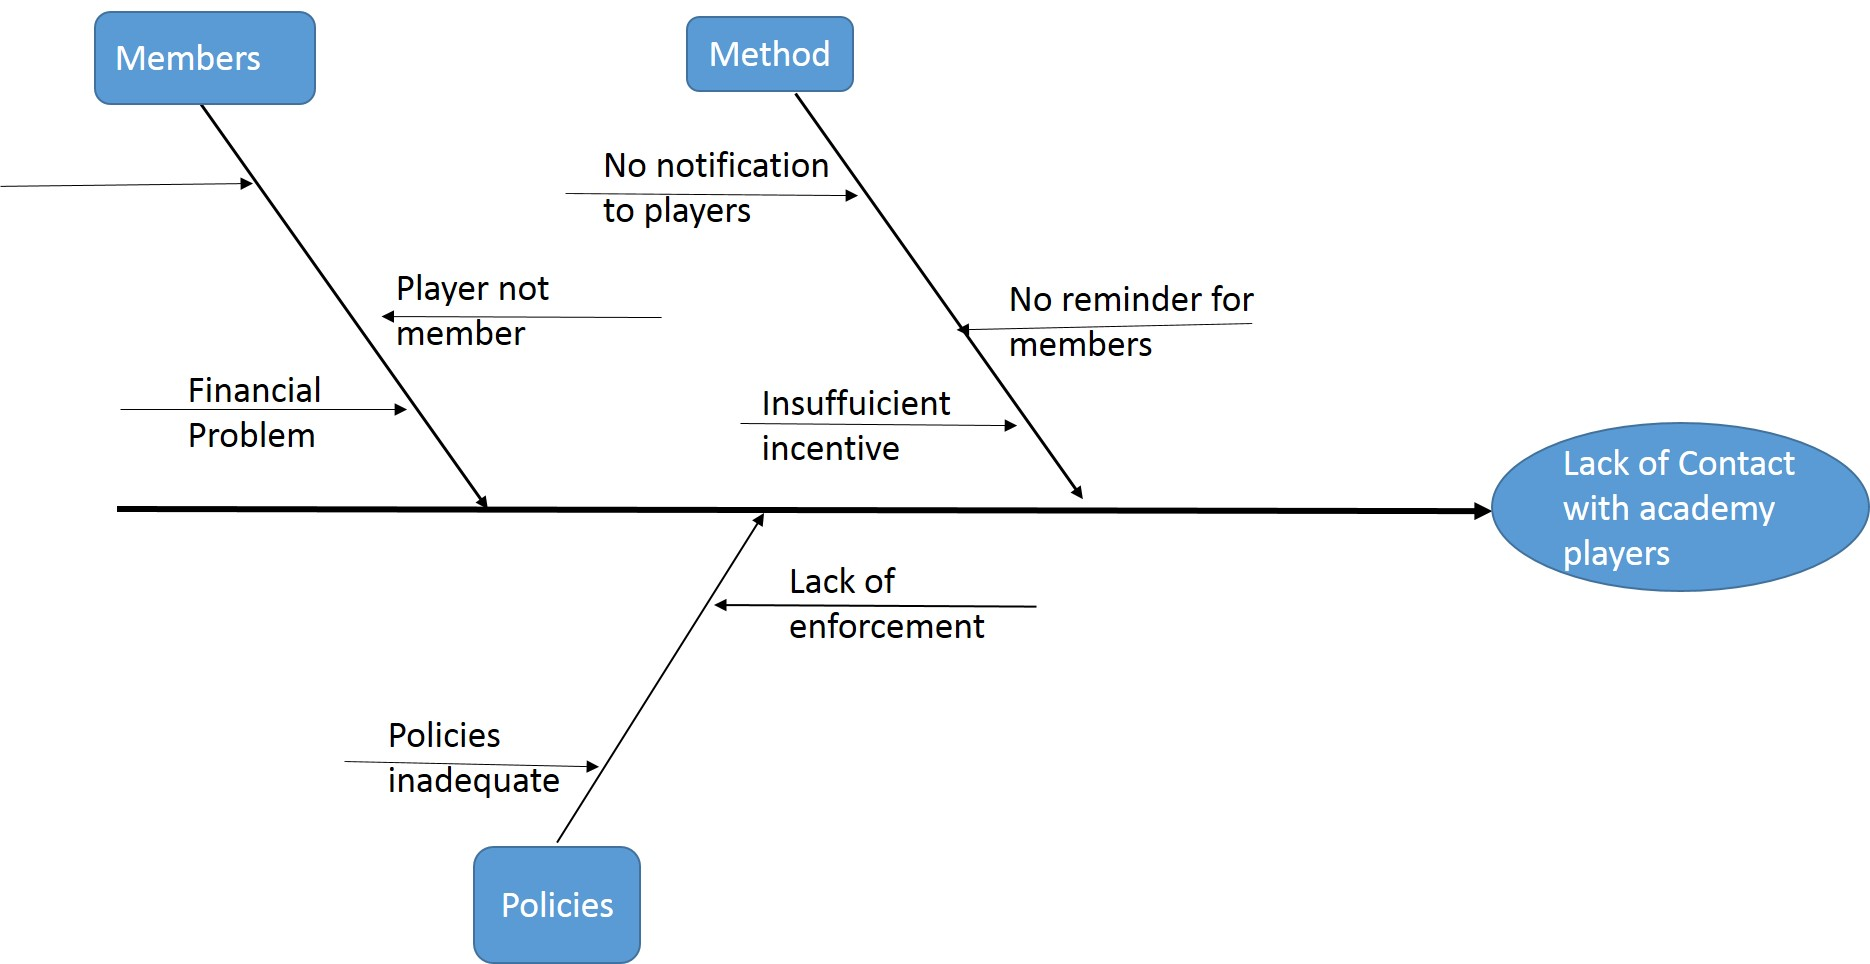 Members
Method
No notification
to players
Player not
member
No reminder for
members
Financial
Problem
Insuffuicient
incentive
Lack of Contact
with academy
players
Lack of
enforcement
Policies
inadequate
Policies